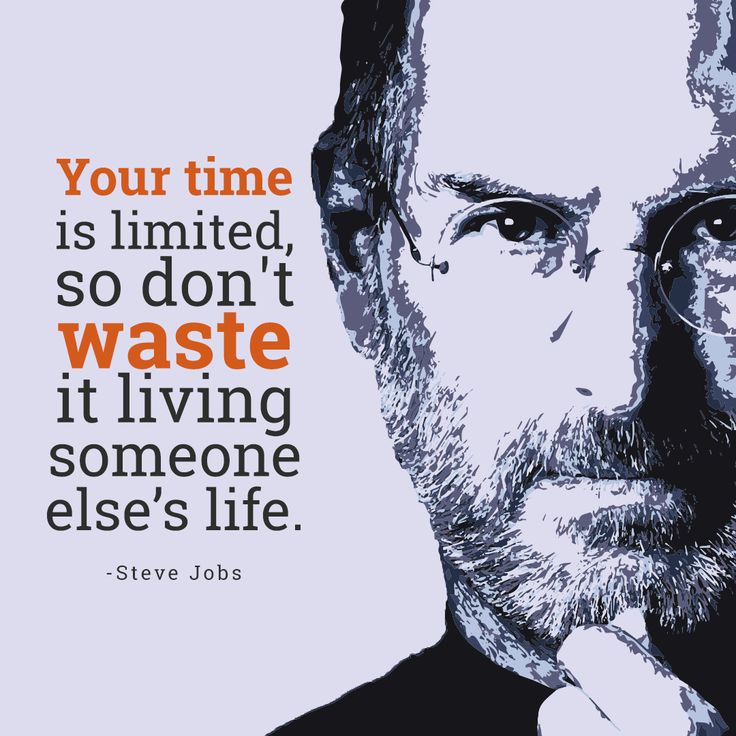 Your time
is limited,
so don't
waste
it living
someone
else’s life.
-Steve Jobs